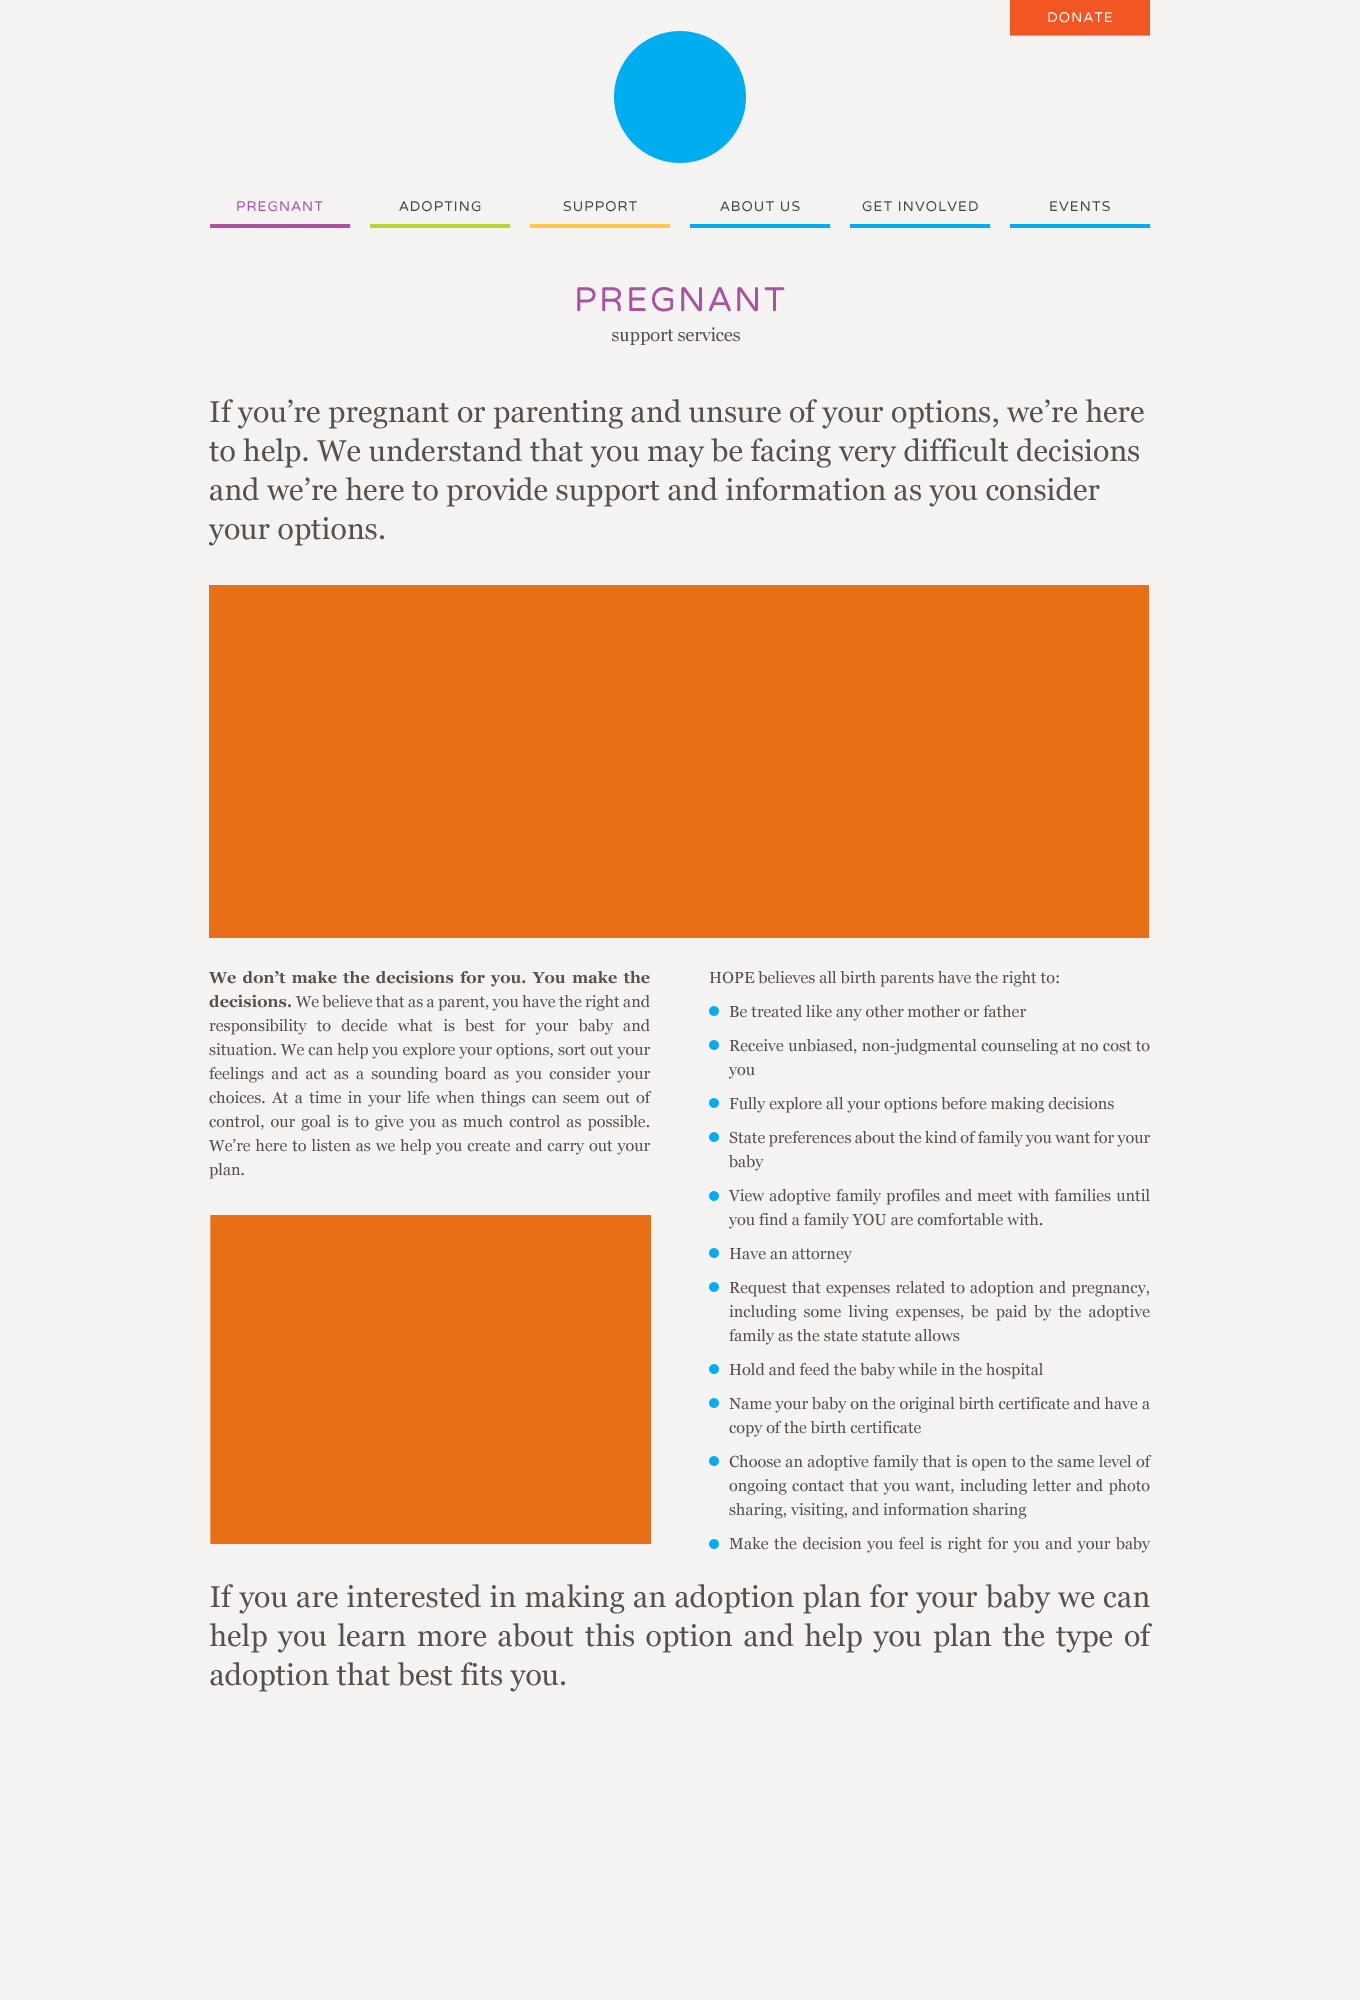 DONATE
PREGNANT
ADOPTING
SUPPORT
ABOUT US
GET INVOLVED
EVENTS
PREGNANT
support services
If you’re pregnant or parenting and unsure of your options, we’re here
to help. We understand that you may be facing very difficult decisions
and we’re here to provide support and information as you consider
your options.
We don’t make the decisions for you. You make the
decisions. We believe that as a parent, you have the right and
responsibility to decide what is best for your baby and
situation. We can help you explore your options, sort out your
feelings and act as a sounding board as you consider your
choices. At a time in your life when things can seem out of
control, our goal is to give you as much control as possible.
We’re here to listen as we help you create and carry out your
plan.
HOPE believes all birth parents have the right to:
Be treated like any other mother or father
Receive unbiased, non-judgmental counseling at no cost to
you
Fully explore all your options before making decisions
State preferences about the kind of family you want for your
baby
View adoptive family profiles and meet with families until
you find a family YOU are comfortable with.
Have an attorney
Request that expenses related to adoption and pregnancy,
including some living expenses, be paid by the adoptive
family as the state statute allows
Hold and feed the baby while in the hospital
Name your baby on the original birth certificate and have a
copy of the birth certificate
Choose an adoptive family that is open to the same level of
ongoing contact that you want, including letter and photo
sharing, visiting, and information sharing
Make the decision you feel is right for you and your baby
If you are interested in making an adoption plan for your baby we can
help you learn more about this option and help you plan the type of
adoption that best fits you.